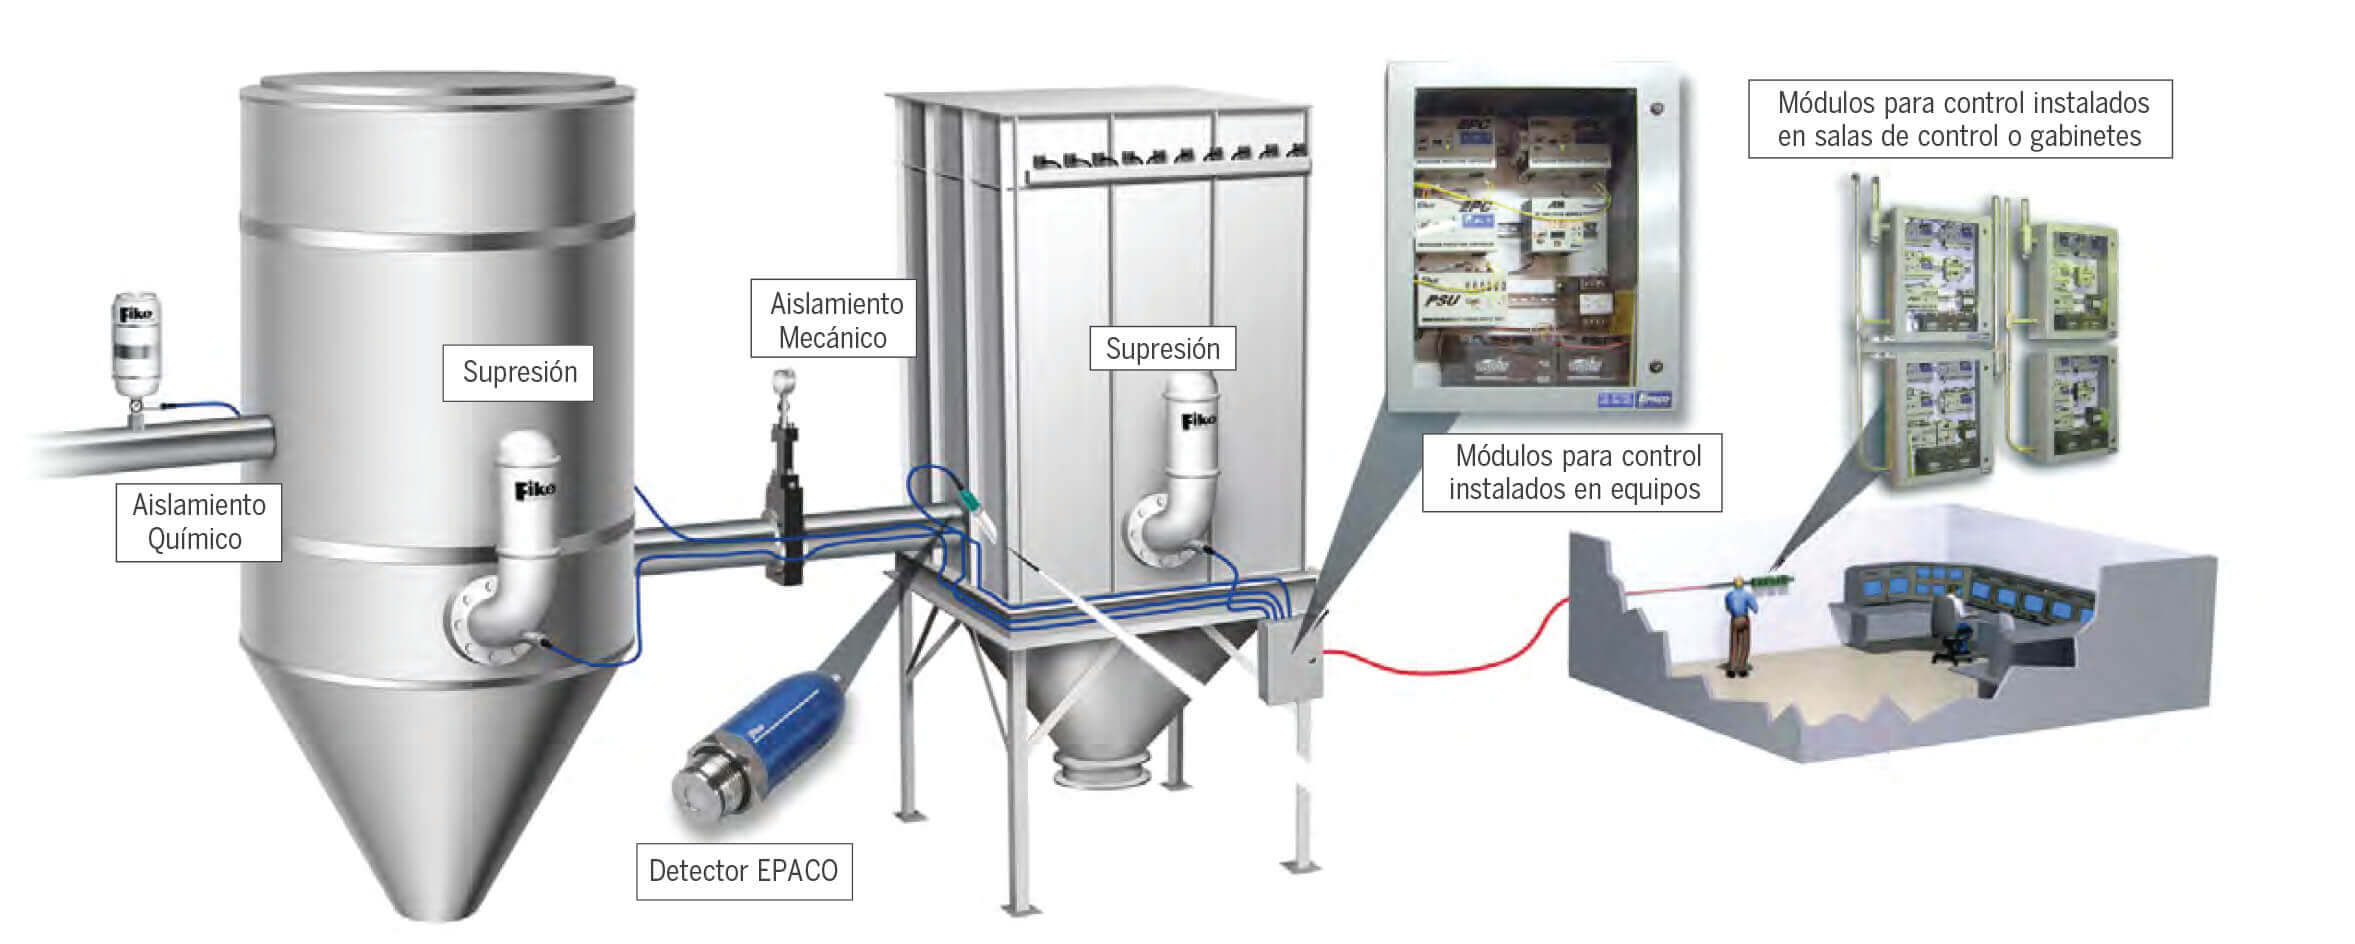 Fike
Aislamiento
Químico
Supresión
Fike
Aislamiento
Mecánico
Detector EPACO
Supresión
Fike
EPC
EPC
PSU
EPACO
Módulos para control
instalados en equipos
Módulos para control instalados
en salas de control o gabinetes